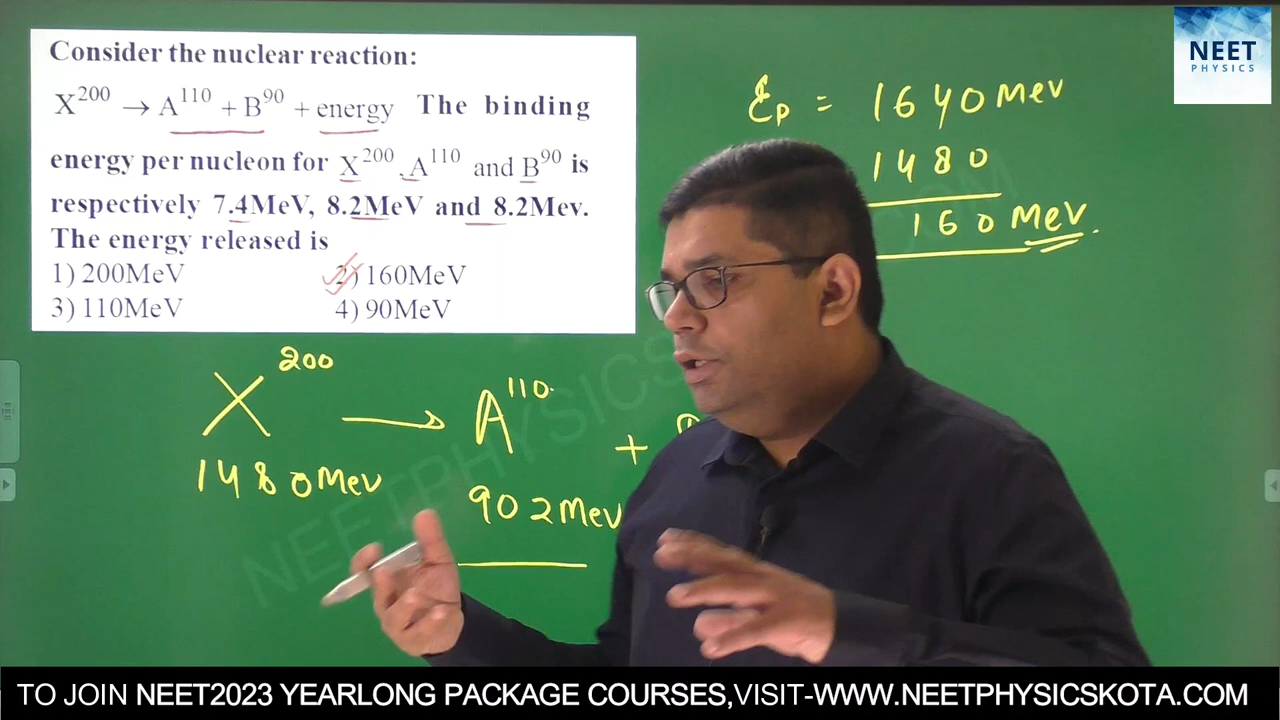 Consider the nuclear reaction:
X²⁰⁰ → A¹¹⁰ + B⁹⁰ + energy The binding
energy per nucleon for X²⁰⁰, A¹¹⁰ and B⁹⁰ is
respectively 7.4MeV, 8.2MeV and 8.2Mev.
The energy released is
1) 200MeV 2) 160MeV
3) 110MeV 4) 90MeV
NEET
PHYSICS
Ep = 1640 Mev
1480
160 Mev.
X²⁰⁰ → A¹¹⁰ +
1480 Mev 902 Mev
NEETPHYSICS
TO JOIN NEET2023 YEARLONG PACKAGE COURSES,VISIT-WWW.NEETPHYSICSKOTA.COM